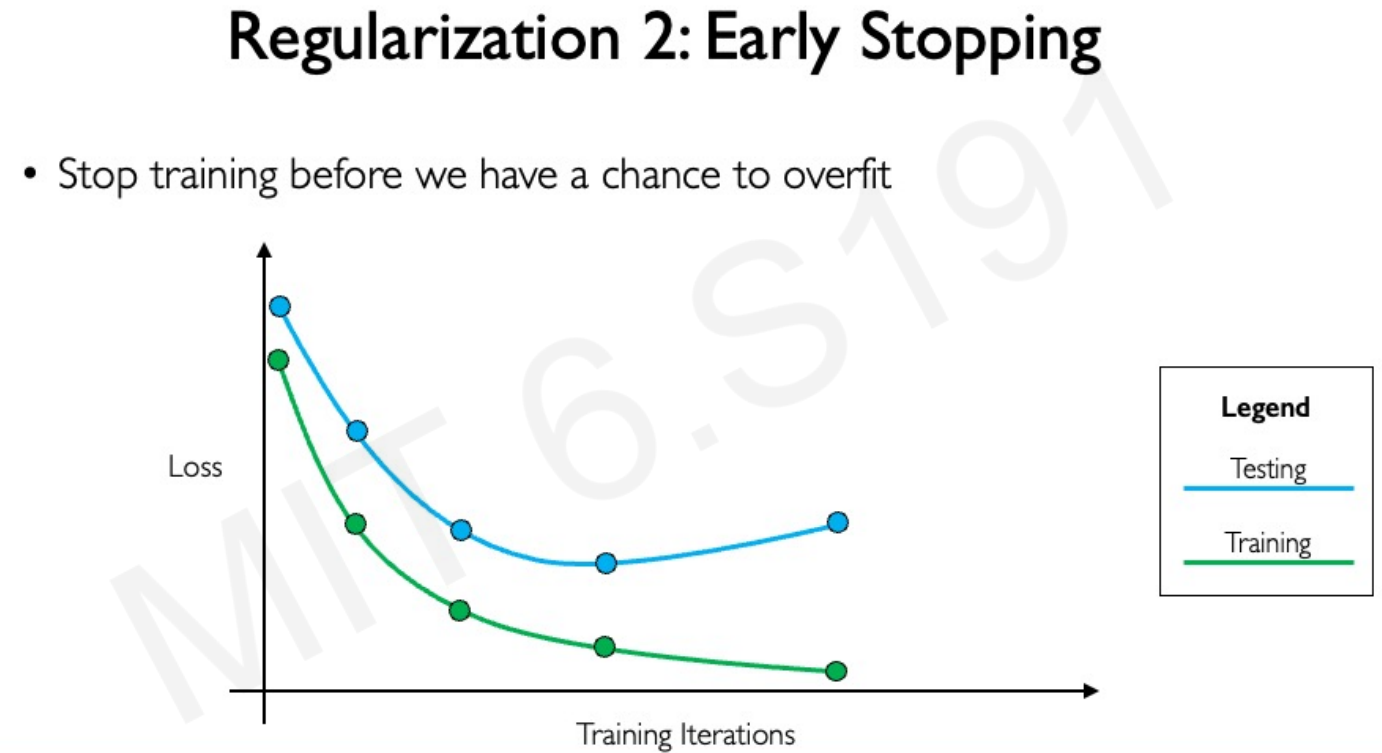 Regularization 2: Early Stopping
• Stop training before we have a chance to overfit
MIT 6.S191
Loss
Legend
Testing
Training
Training Iterations